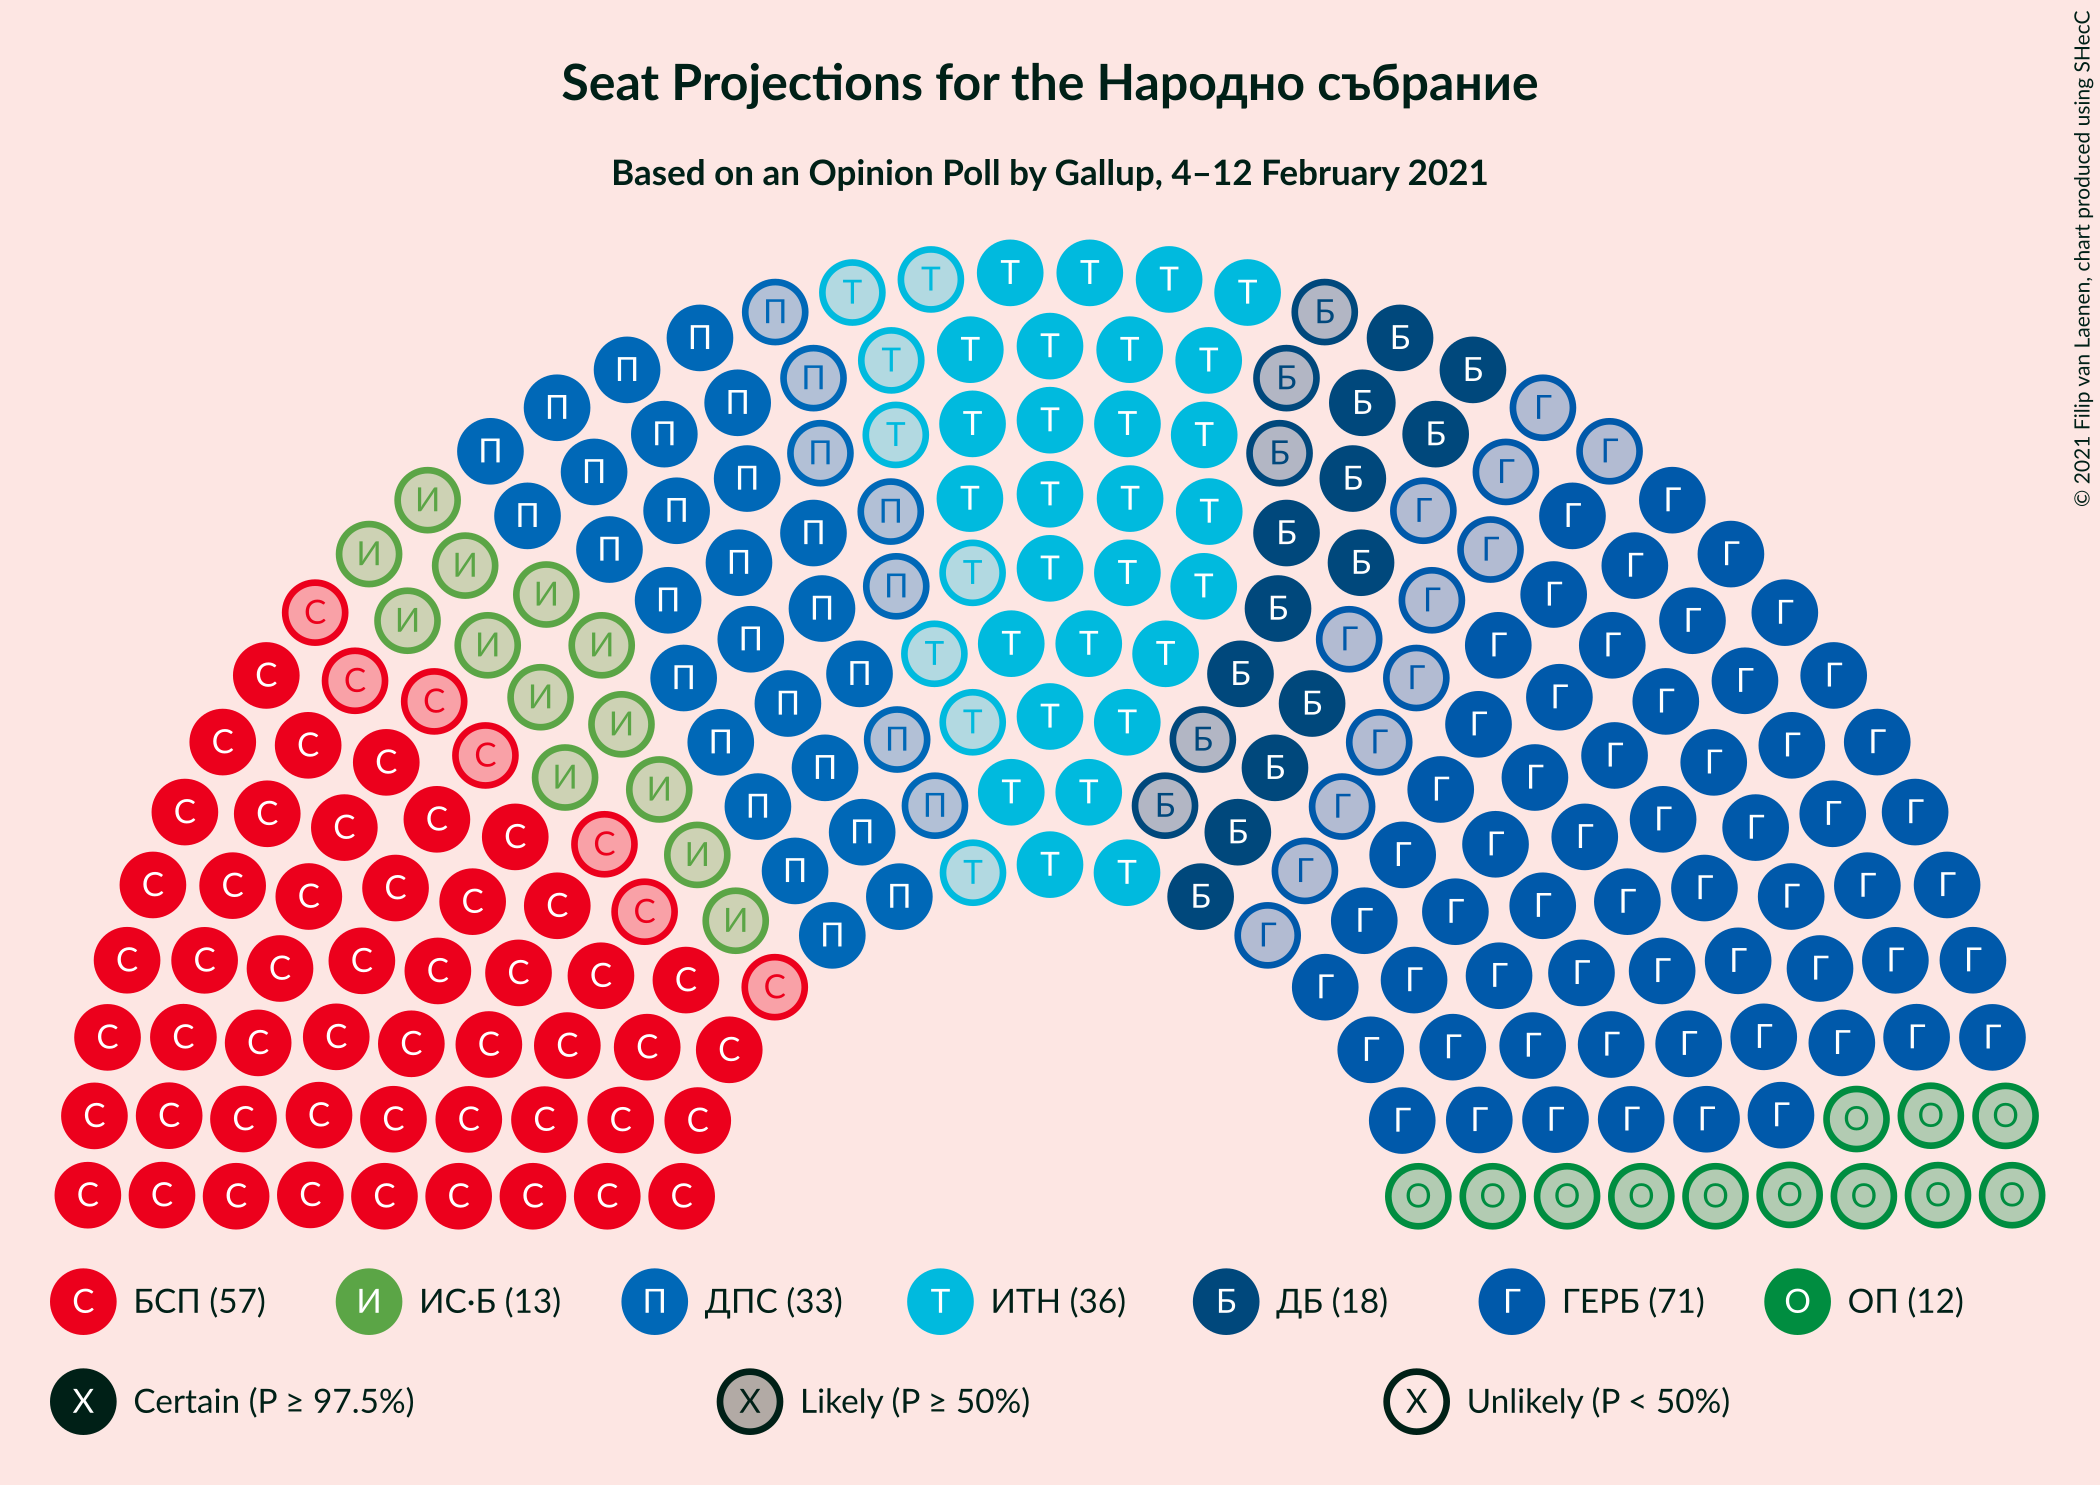 Seat Projections for the Народно събрание
Based on an Opinion Poll by Gallup, 4–12 February 2021
© 2021 Filip van Laenen, chart produced using SHecC
С БСП (57) И ИС·Б (13) П ДПС (33) Т ИТН (36) Б ДБ (18) Г ГЕРБ (71) О ОП (12)
X Certain (P ≥ 97.5%) X Likely (P ≥ 50%) X Unlikely (P < 50%)